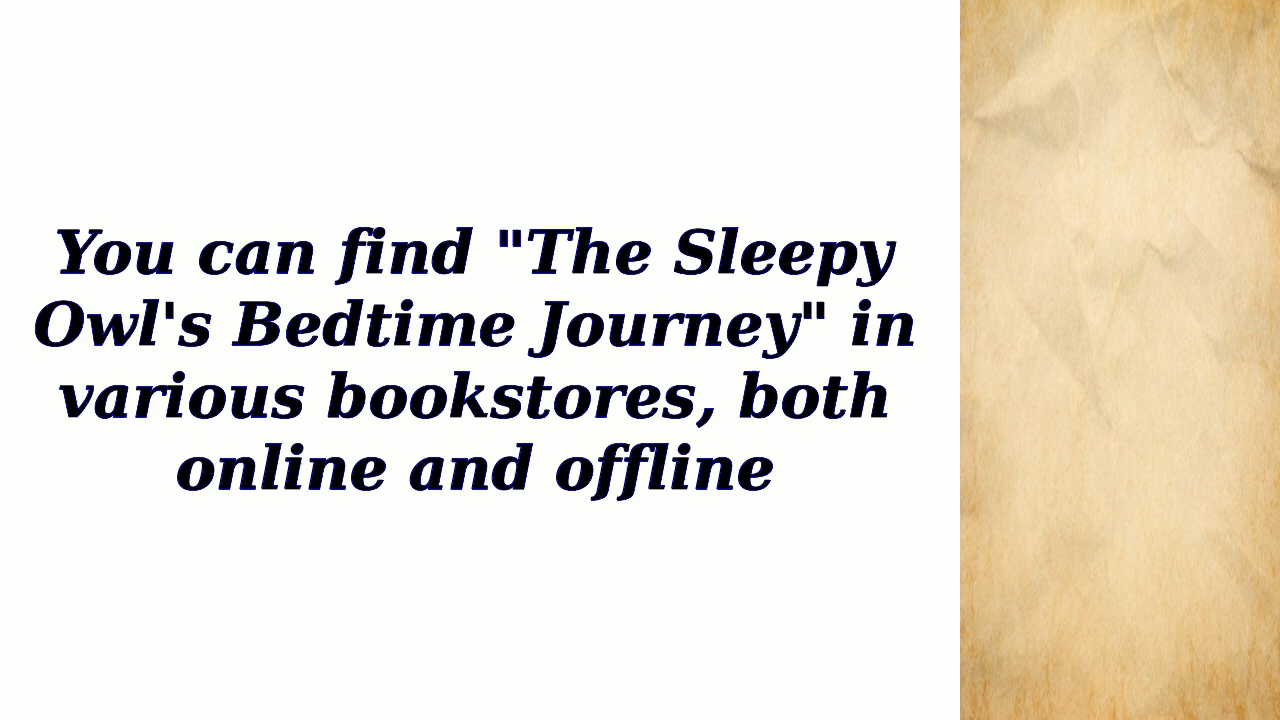 You can find "The Sleepy
Owl's Bedtime Journey" in
various bookstores, both
online and offline